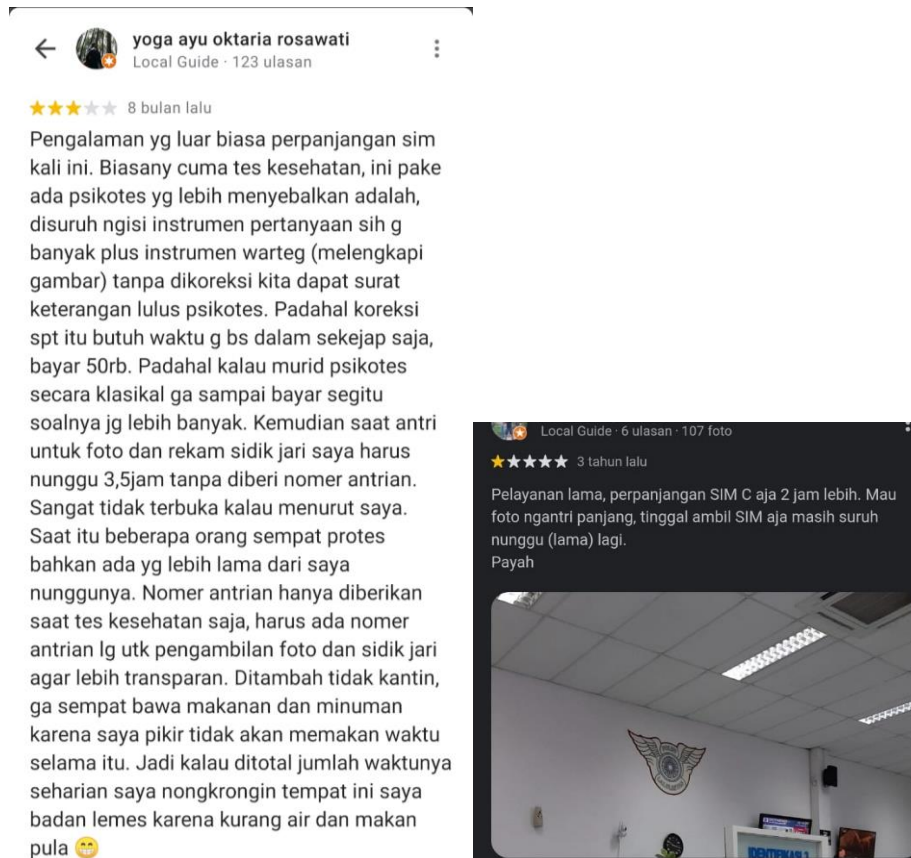 yoga ayu oktaria rosawati
Local Guide · 123 ulasan
8 bulan lalu
Pengalaman yg luar biasa perpanjangan sim
kali ini. Biasany cuma tes kesehatan, ini pake
ada psikotes yg lebih menyebalkan adalah,
disuruh ngisi instrumen pertanyaan sih g
banyak plus instrumen warteg (melengkapi
gambar) tanpa dikoreksi kita dapat surat
keterangan lulus psikotes. Padahal koreksi
spt itu butuh waktu g bs dalam sekejap saja,
bayar 50rb. Padahal kalau murid psikotes
secara klasikal ga sampai bayar segitu
soalnya jg lebih banyak. Kemudian saat antri
untuk foto dan rekam sidik jari saya harus
nunggu 3,5jam tanpa diberi nomer antrian.
Sangat tidak terbuka kalau menurut saya.
Saat itu beberapa orang sempat protes
bahkan ada yg lebih lama dari saya
nunggunya. Nomer antrian hanya diberikan
saat tes kesehatan saja, harus ada nomer
antrian lg utk pengambilan foto dan sidik jari
agar lebih transparan. Ditambah tidak kantin,
ga sempat bawa makanan dan minuman
karena saya pikir tidak akan memakan waktu
selama itu. Jadi kalau ditotal jumlah waktunya
seharian saya nongkrongin tempat ini saya
badan lemes karena kurang air dan makan
pula 😁
Local Guide · 6 ulasan · 107 foto
3 tahun lalu
Pelayanan lama, perpanjangan SIM C aja 2 jam lebih. Mau
foto ngantri panjang, tinggal ambil SIM aja masih suruh
nunggu (lama) lagi.
Payah
IDENTIFIKASI 2